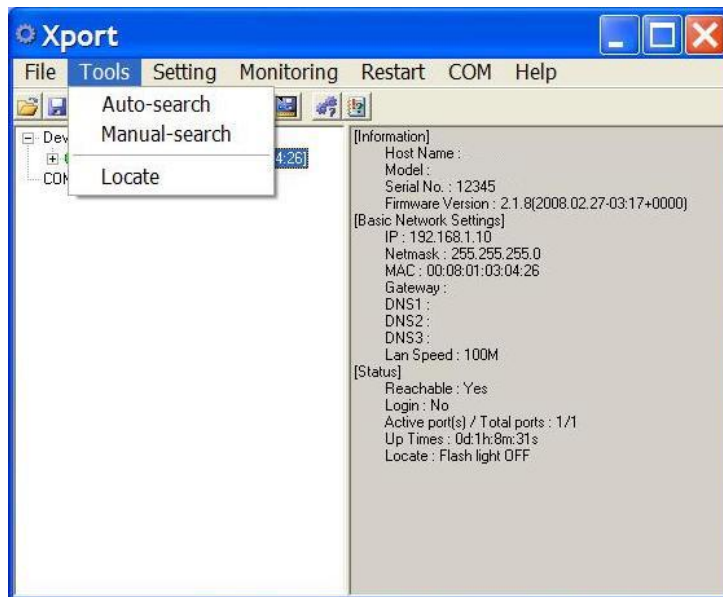 Xport
File Tools Setting Monitoring Restart COM Help
Auto-search
Manual-search
Locate
Dev
4:26]
CON
[Information]
Host Name :
Model :
Serial No. : 12345
Firmware Version : 2.1.8(2008.02.27-03:17+0000)
[Basic Network Settings]
IP : 192.168.1.10
Netmask : 255.255.255.0
MAC : 00:08:01:03:04:26
Gateway :
DNS1 :
DNS2 :
DNS3 :
Lan Speed : 100M
[Status]
Reachable : Yes
Login : No
Active port(s) / Total ports : 1/1
Up Times : 0d:1h:8m:31s
Locate : Flash light OFF